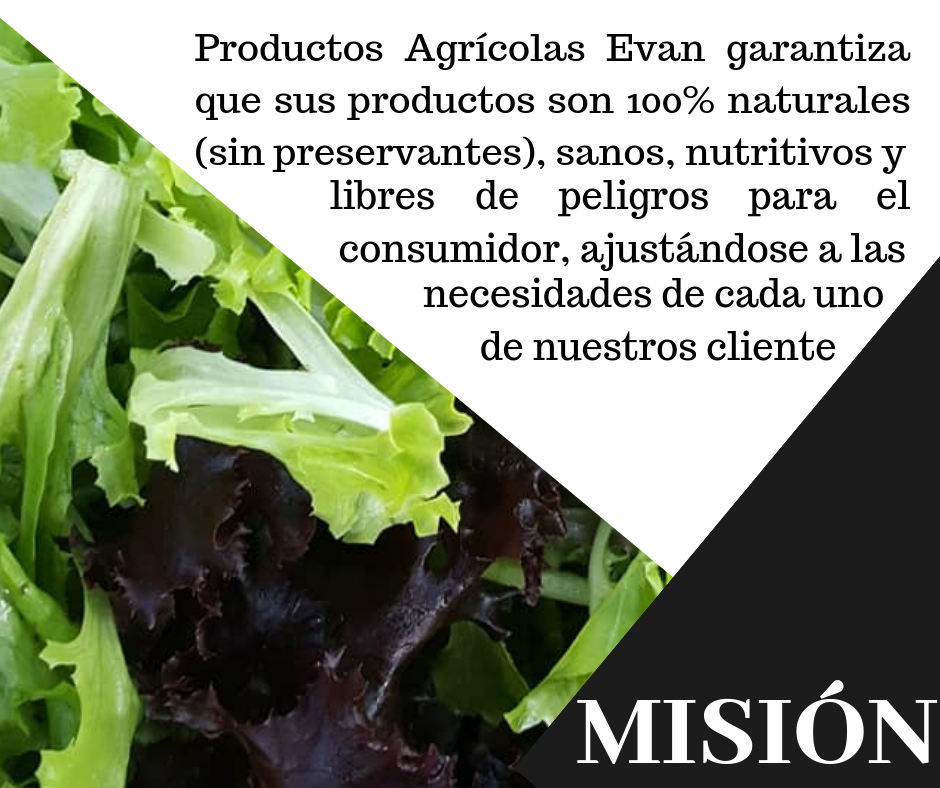 Productos Agrícolas Evan garantiza
que sus productos son 100% naturales
(sin preservantes), sanos, nutritivos y
libres de peligros para el
consumidor, ajustándose a las
necesidades de cada uno
de nuestros cliente
MISIÓN